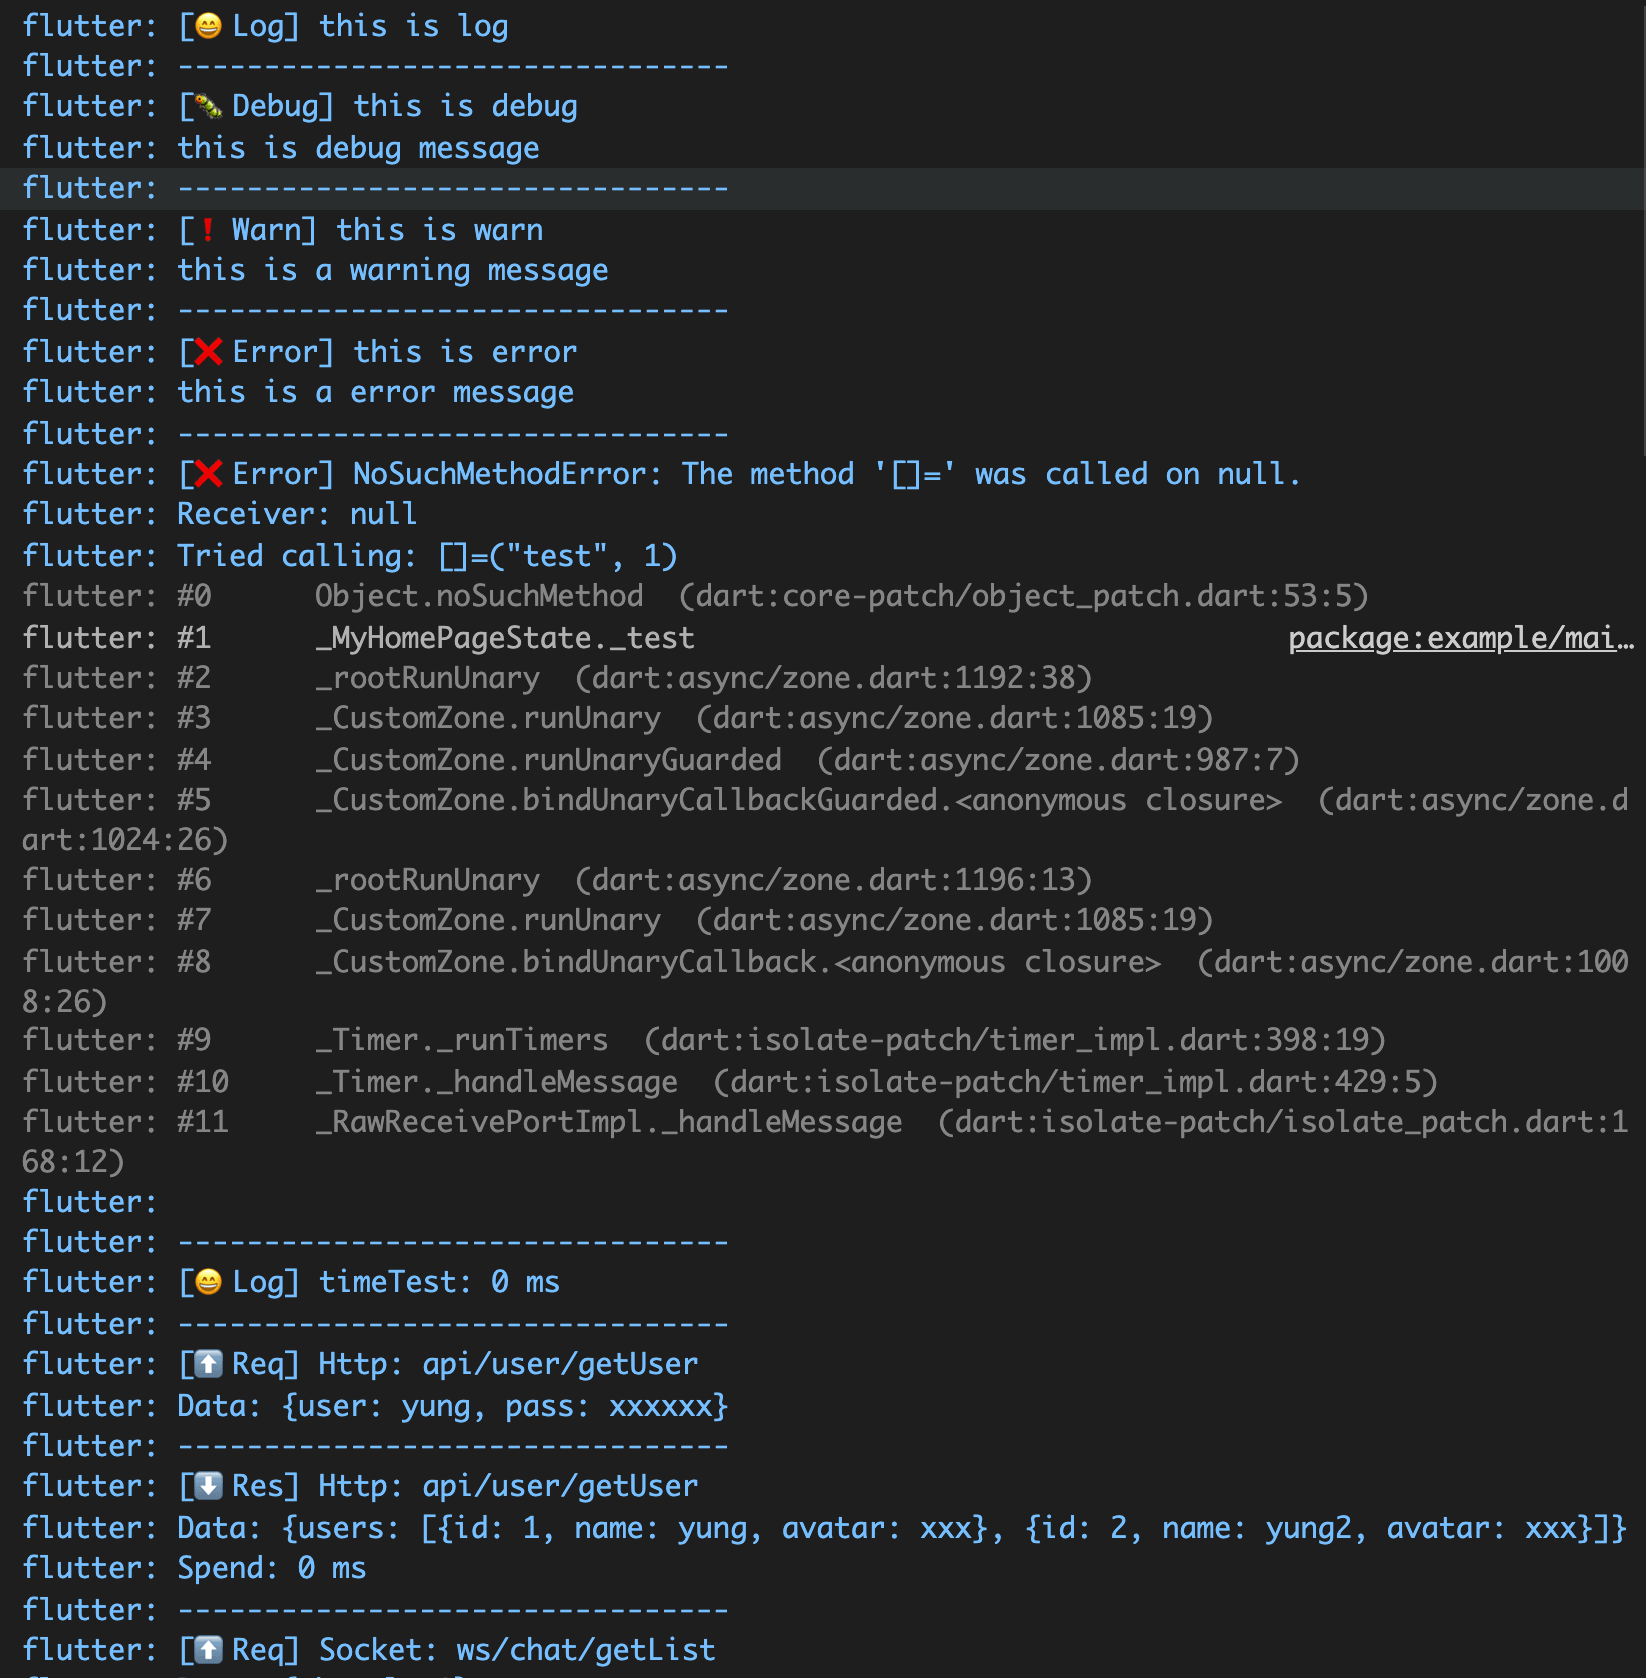 flutter: [😄 Log] this is log
flutter: --------------------------------
flutter: [🐛 Debug] this is debug
flutter: this is debug message
flutter: --------------------------------
flutter: [❗ Warn] this is warn
flutter: this is a warning message
flutter: --------------------------------
flutter: [❌ Error] this is error
flutter: this is a error message
flutter: --------------------------------
flutter: [❌ Error] NoSuchMethodError: The method '[]=' was called on null.
flutter: Receiver: null
flutter: Tried calling: []=("test", 1)
flutter: #0      Object.noSuchMethod  (dart:core-patch/object_patch.dart:53:5)
flutter: #1      _MyHomePageState._test package:example/mai…
flutter: #2      _rootRunUnary  (dart:async/zone.dart:1192:38)
flutter: #3      _CustomZone.runUnary  (dart:async/zone.dart:1085:19)
flutter: #4      _CustomZone.runUnaryGuarded  (dart:async/zone.dart:987:7)
flutter: #5      _CustomZone.bindUnaryCallbackGuarded.<anonymous closure>  (dart:async/zone.d
art:1024:26)
flutter: #6      _rootRunUnary  (dart:async/zone.dart:1196:13)
flutter: #7      _CustomZone.runUnary  (dart:async/zone.dart:1085:19)
flutter: #8      _CustomZone.bindUnaryCallback.<anonymous closure>  (dart:async/zone.dart:100
8:26)
flutter: #9      _Timer._runTimers  (dart:isolate-patch/timer_impl.dart:398:19)
flutter: #10     _Timer._handleMessage  (dart:isolate-patch/timer_impl.dart:429:5)
flutter: #11     _RawReceivePortImpl._handleMessage  (dart:isolate-patch/isolate_patch.dart:1
68:12)
flutter:
flutter: --------------------------------
flutter: [😄 Log] timeTest: 0 ms
flutter: --------------------------------
flutter: [⬆️ Req] Http: api/user/getUser
flutter: Data: {user: yung, pass: xxxxxx}
flutter: --------------------------------
flutter: [⬇️ Res] Http: api/user/getUser
flutter: Data: {users: [{id: 1, name: yung, avatar: xxx}, {id: 2, name: yung2, avatar: xxx}]}
flutter: Spend: 0 ms
flutter: --------------------------------
flutter: [⬆️ Req] Socket: ws/chat/getList